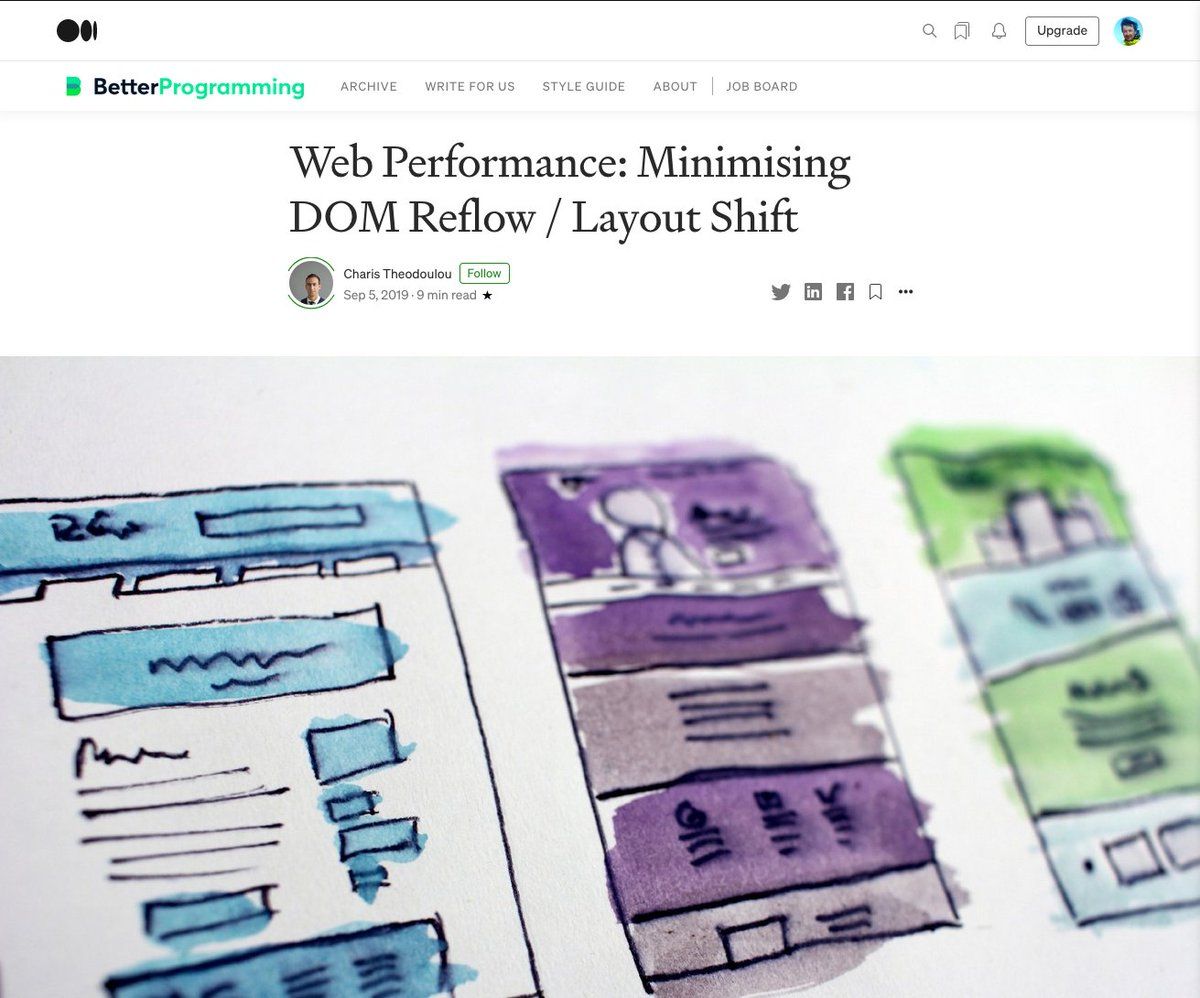 Upgrade
BetterProgramming
ARCHIVE WRITE FOR US STYLE GUIDE ABOUT JOB BOARD
Web Performance: Minimising
DOM Reflow / Layout Shift
Charis Theodoulou Follow
Sep 5, 2019 · 9 min read ★